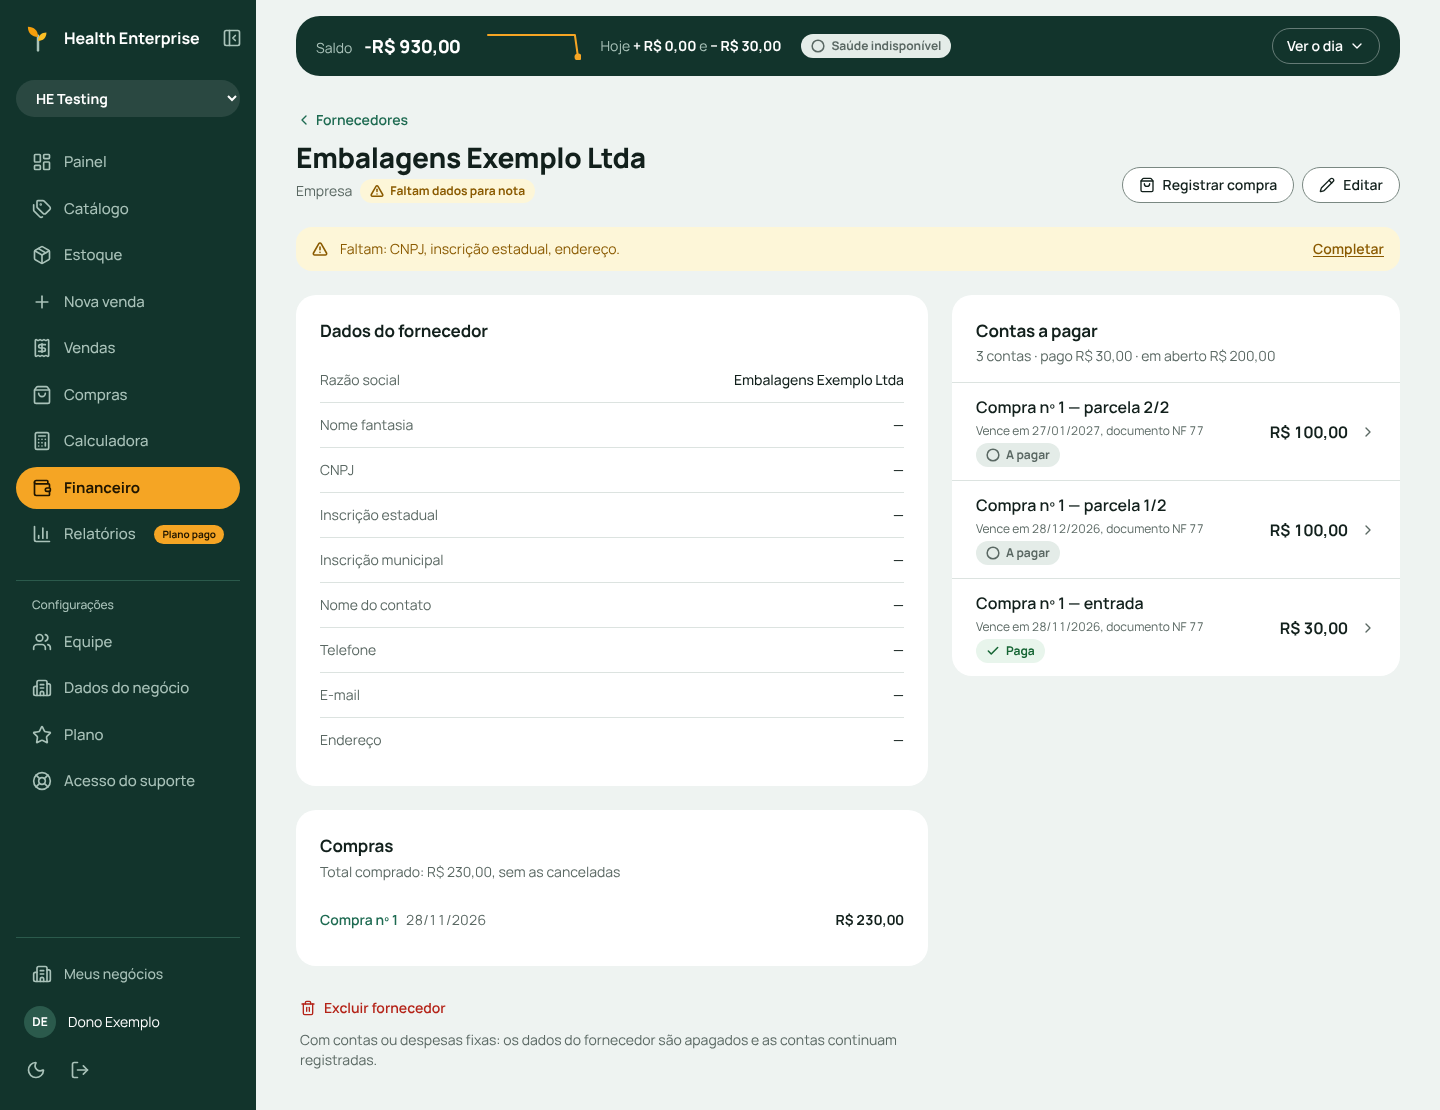 Health Enterprise
HE Testing
Painel
Catálogo
Estoque
Nova venda
Vendas
Compras
Calculadora
Financeiro
Relatórios Plano pago
Configurações
Equipe
Dados do negócio
Plano
Acesso do suporte
Meus negócios
DE Dono Exemplo
Saldo -R$ 930,00 Hoje + R$ 0,00 e − R$ 30,00 Saúde indisponível Ver o dia
Fornecedores
Embalagens Exemplo Ltda
Empresa Faltam dados para nota
Registrar compra Editar
Faltam: CNPJ, inscrição estadual, endereço. Completar
Dados do fornecedor
Razão social Embalagens Exemplo Ltda
Nome fantasia —
CNPJ —
Inscrição estadual —
Inscrição municipal —
Nome do contato —
Telefone —
E-mail —
Endereço —
Compras
Total comprado: R$ 230,00, sem as canceladas
Compra nº 1 28/11/2026 R$ 230,00
Excluir fornecedor
Com contas ou despesas fixas: os dados do fornecedor são apagados e as contas continuam
registradas.
Contas a pagar
3 contas · pago R$ 30,00 · em aberto R$ 200,00
Compra nº 1 — parcela 2/2
Vence em 27/01/2027, documento NF 77
A pagar
R$ 100,00
Compra nº 1 — parcela 1/2
Vence em 28/12/2026, documento NF 77
A pagar
R$ 100,00
Compra nº 1 — entrada
Vence em 28/11/2026, documento NF 77
Paga
R$ 30,00